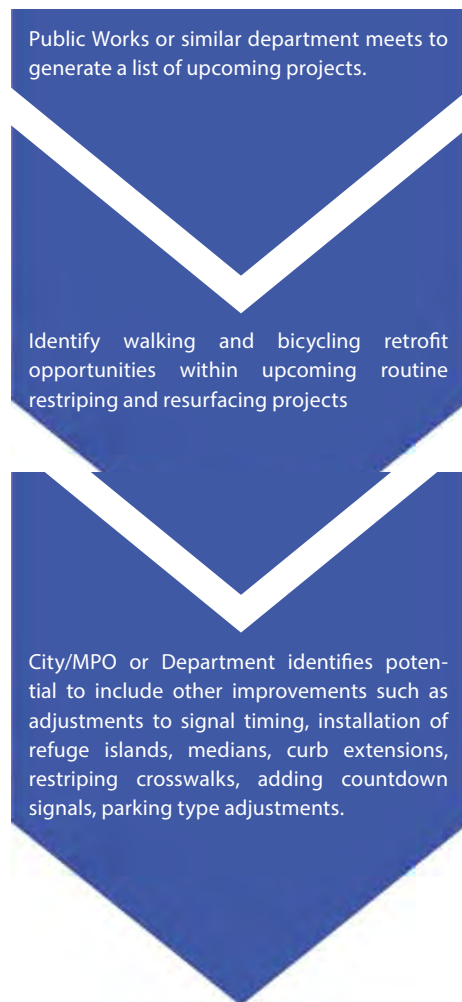 Public Works or similar department meets to
generate a list of upcoming projects.
Identify walking and bicycling retrofit
opportunities within upcoming routine
restriping and resurfacing projects
City/MPO or Department identifies poten-
tial to include other improvements such as
adjustments to signal timing, installation of
refuge islands, medians, curb extensions,
restriping crosswalks, adding countdown
signals, parking type adjustments.